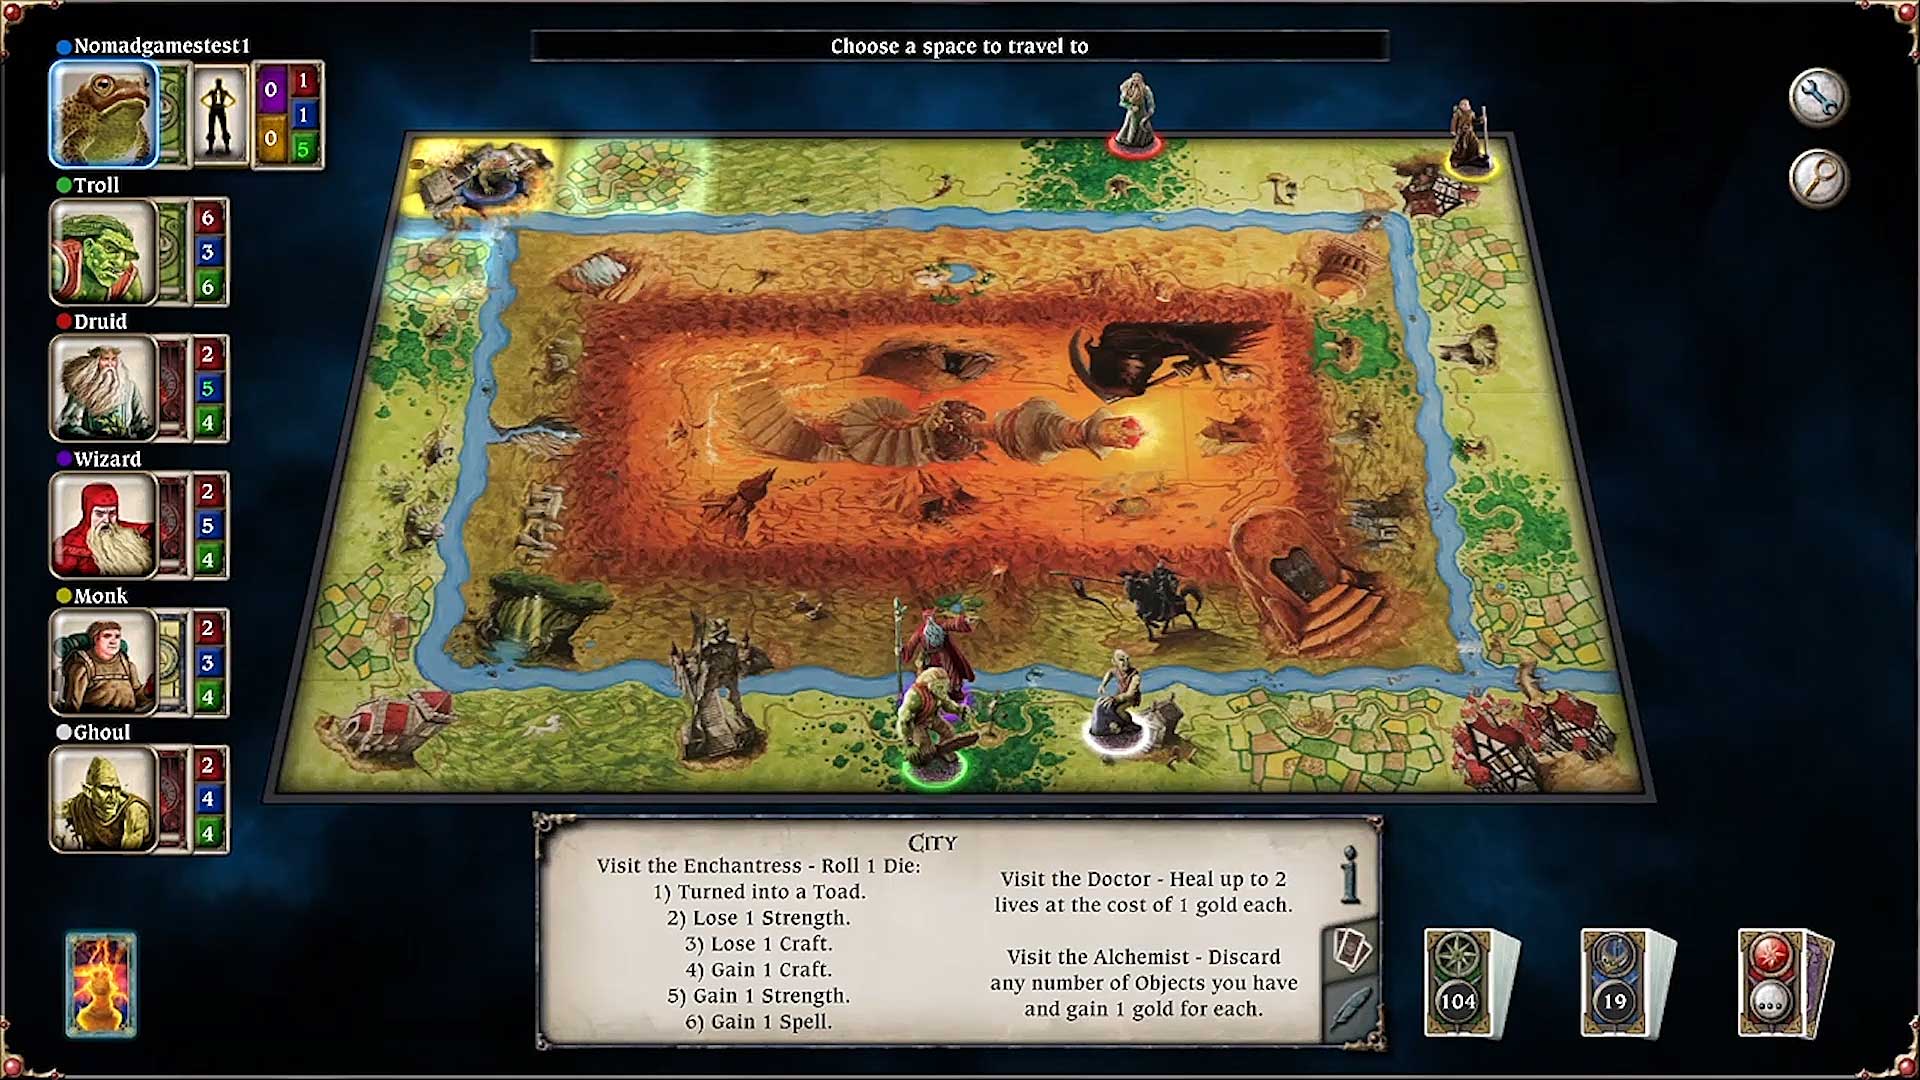 Choose a space to travel to
Nomadgamestest1
0 1
1
0
5
Troll
6
3
6
Druid
2
5
4
Wizard
2
5
4
Monk
2
3
4
Ghoul
2
4
4
City
Visit the Enchantress - Roll 1 Die:
1) Turned into a Toad.
2) Lose 1 Strength.
3) Lose 1 Craft.
4) Gain 1 Craft.
5) Gain 1 Strength.
6) Gain 1 Spell.
Visit the Doctor - Heal up to 2
lives at the cost of 1 gold each.
Visit the Alchemist - Discard
any number of Objects you have
and gain 1 gold for each.
104
19